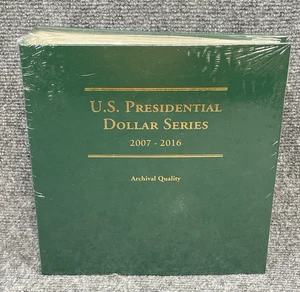 U.S. Presidential
Dollar Series
2007 - 2016
Archival Quality